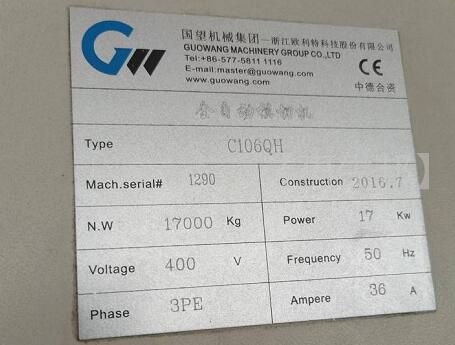 国望机械集团—浙江欧利特科技股份有限公司
GUOWANG MACHINERY GROUP CO.,LTD
Tel:+86-577-5811 1116
E-mail:master@guowang.com
www.guowang.com
GW
CE
中德合资
全自动模切机
Type C106QH
Mach.serial# 1290 Construction 2016.7
N.W 17000 Kg Power 17 Kw
Voltage 400 V Frequency 50 Hz
Phase 3PE Ampere 36 A